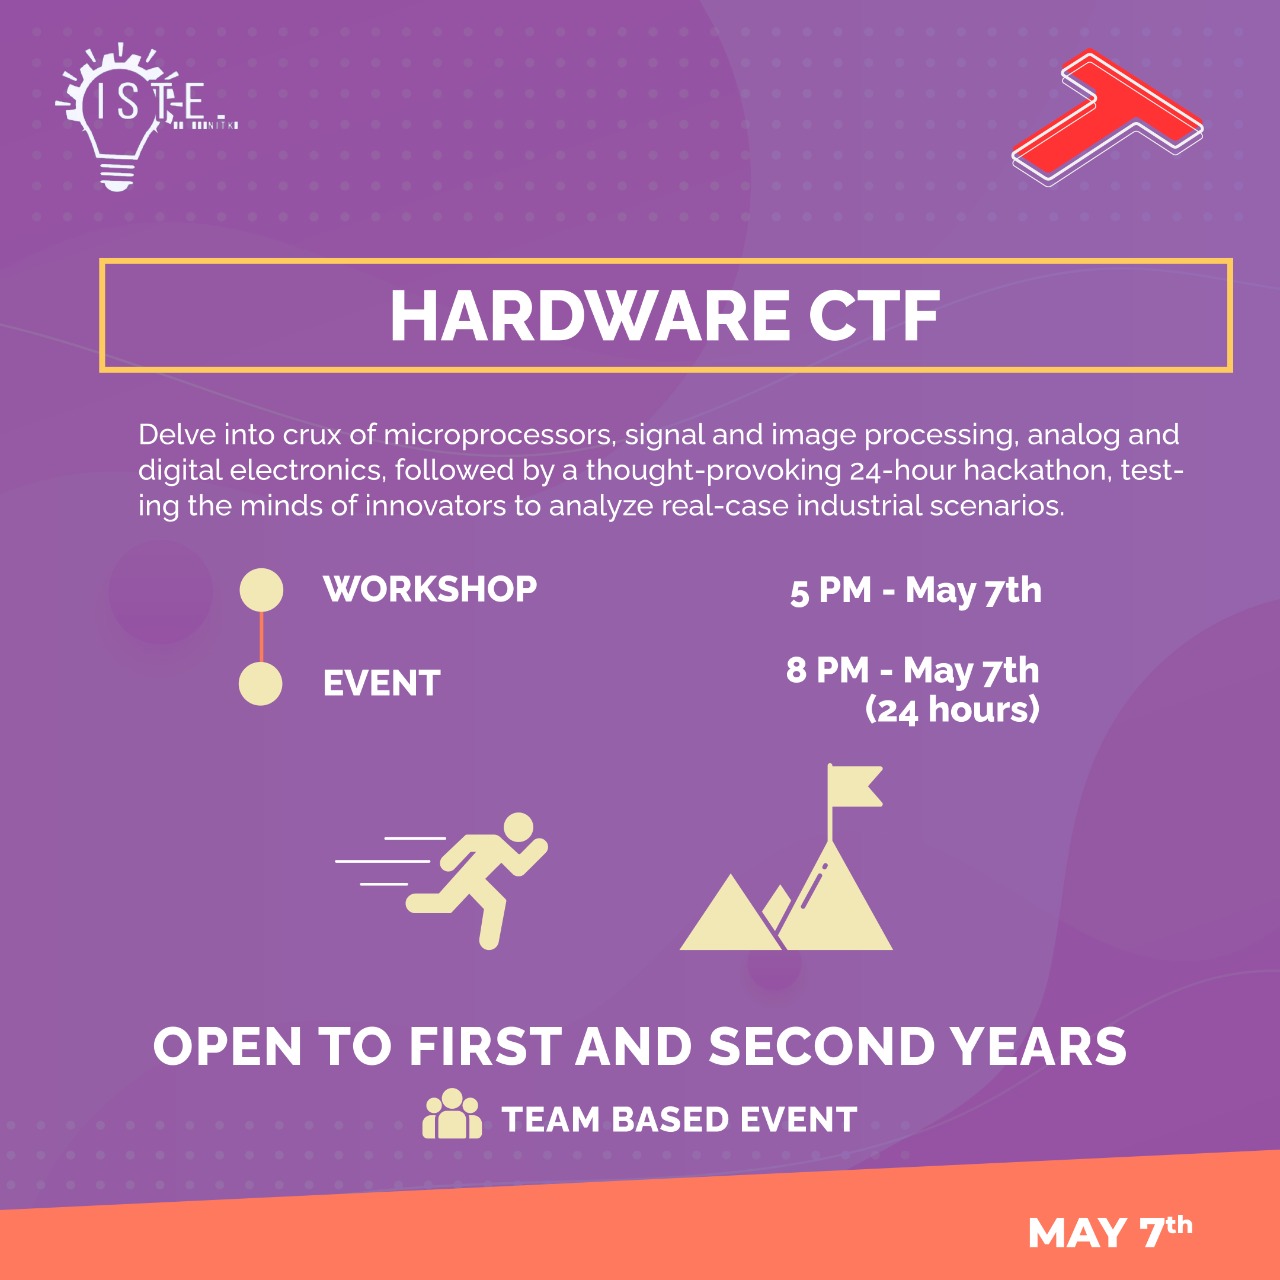 ISTE.
NITK
HARDWARE CTF
Delve into crux of microprocessors, signal and image processing, analog and
digital electronics, followed by a thought-provoking 24-hour hackathon, test-
ing the minds of innovators to analyze real-case industrial scenarios.
WORKSHOP 5 PM - May 7th
EVENT 8 PM - May 7th
(24 hours)
OPEN TO FIRST AND SECOND YEARS
TEAM BASED EVENT
MAY 7th